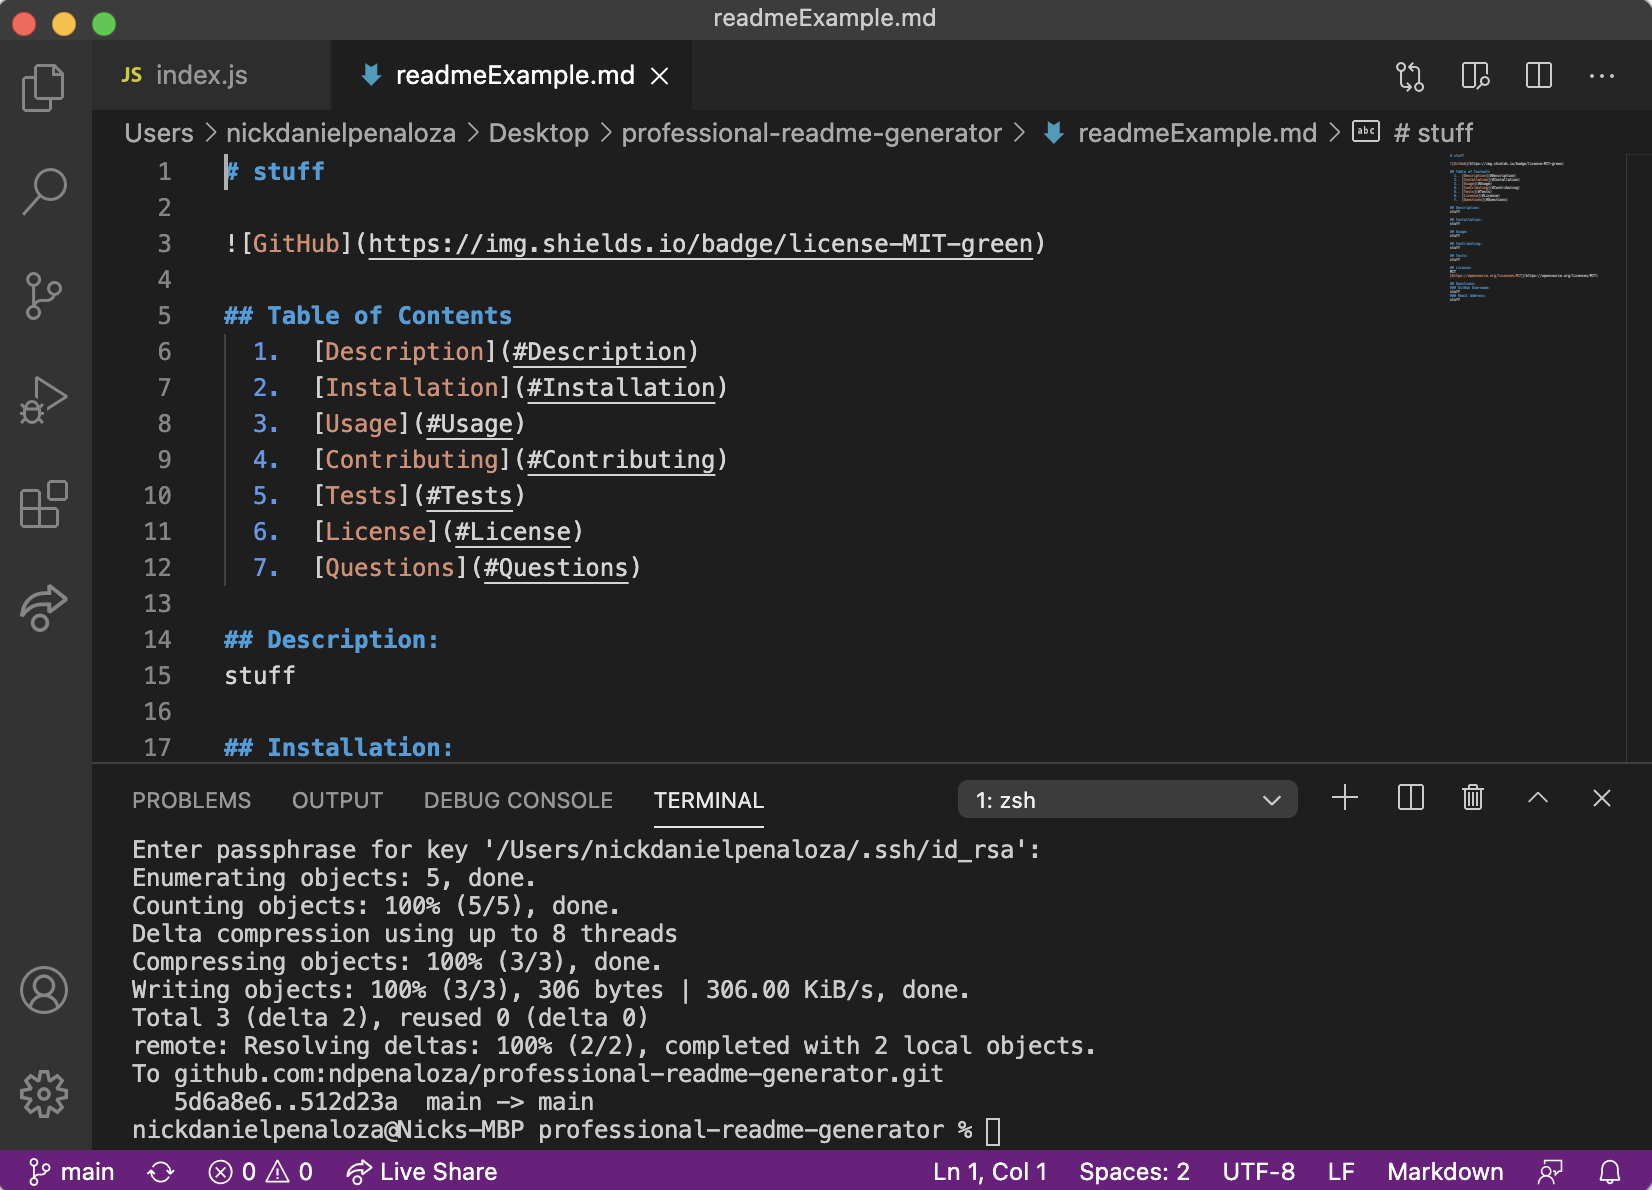 readmeExample.md
JS index.js
readmeExample.md
Users > nickdanielpenaloza > Desktop > professional-readme-generator > readmeExample.md > abc # stuff
1 # stuff
2
3 ![GitHub](https://img.shields.io/badge/license-MIT-green)
4
5 ## Table of Contents
6 1. [Description](#Description)
7 2. [Installation](#Installation)
8 3. [Usage](#Usage)
9 4. [Contributing](#Contributing)
10 5. [Tests](#Tests)
11 6. [License](#License)
12 7. [Questions](#Questions)
13
14 ## Description:
15 stuff
16
17 ## Installation:
PROBLEMS OUTPUT DEBUG CONSOLE TERMINAL 1: zsh
Enter passphrase for key '/Users/nickdanielpenaloza/.ssh/id_rsa':
Enumerating objects: 5, done.
Counting objects: 100% (5/5), done.
Delta compression using up to 8 threads
Compressing objects: 100% (3/3), done.
Writing objects: 100% (3/3), 306 bytes | 306.00 KiB/s, done.
Total 3 (delta 2), reused 0 (delta 0)
remote: Resolving deltas: 100% (2/2), completed with 2 local objects.
To github.com:ndpenaloza/professional-readme-generator.git
5d6a8e6..512d23a main -> main
nickdanielpenaloza@Nicks-MBP professional-readme-generator %
main 0 0 Live Share Ln 1, Col 1 Spaces: 2 UTF-8 LF Markdown